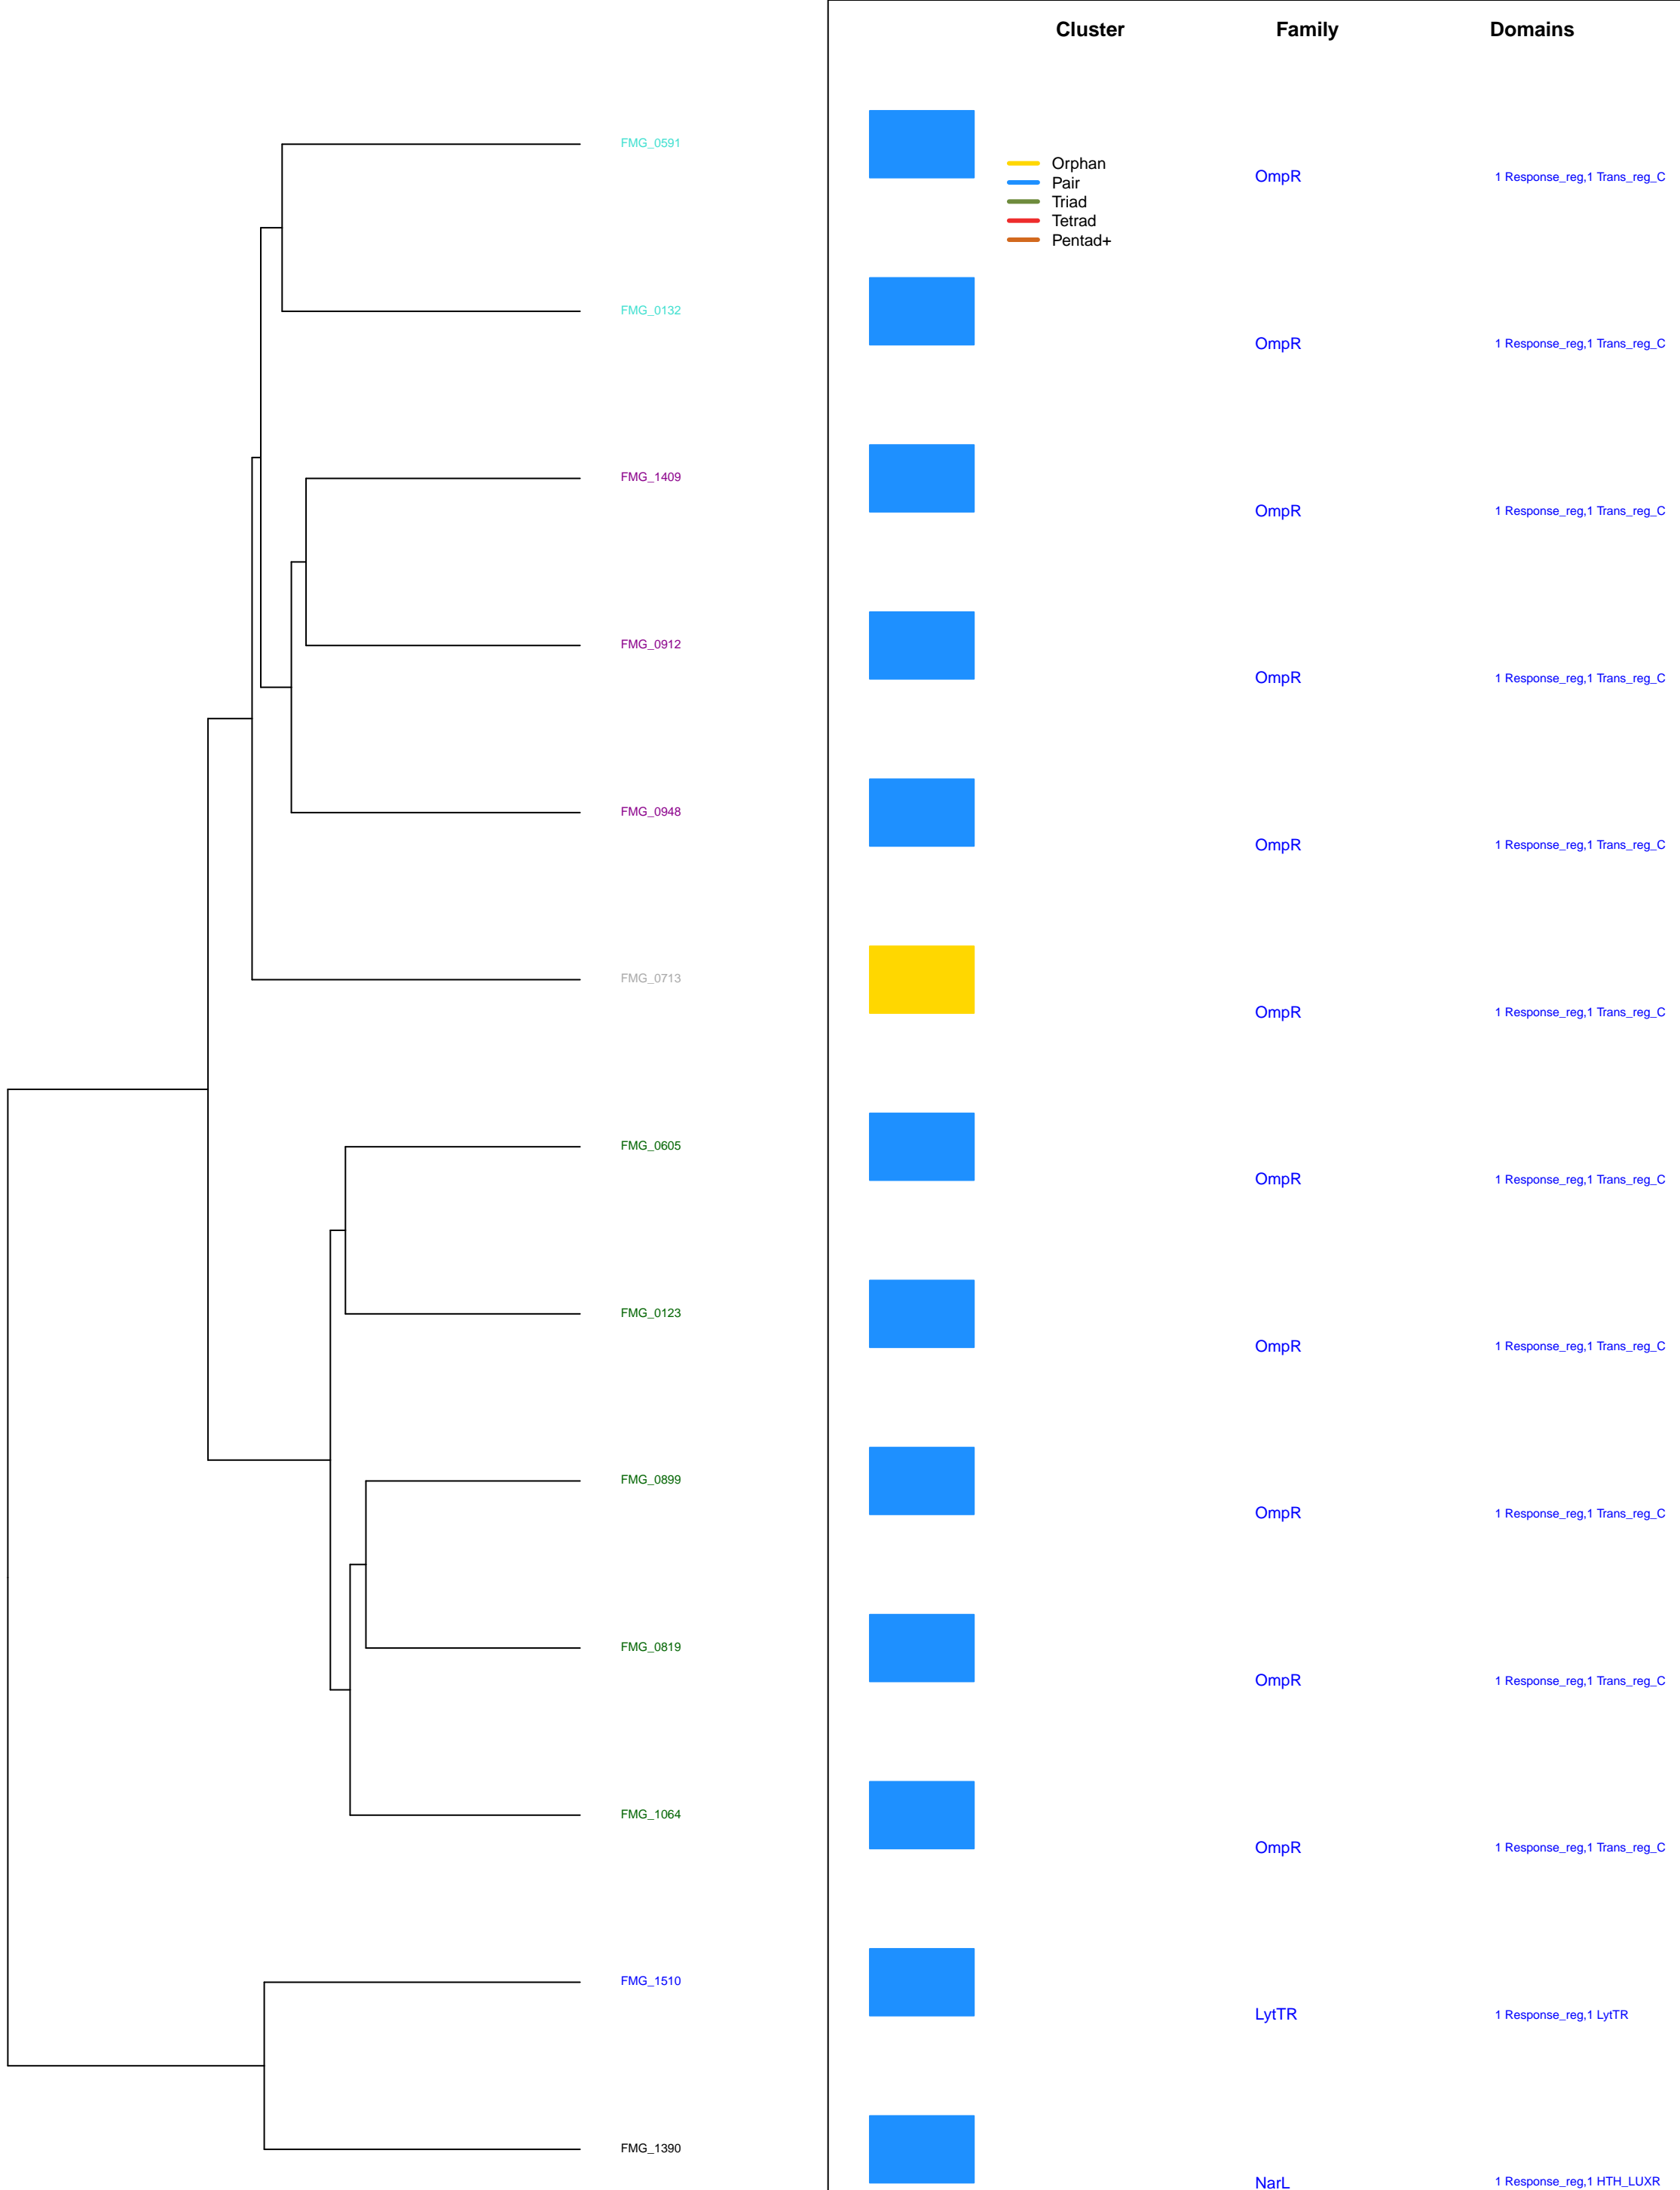 Cluster Family Domains
FMG_0591
Orphan
Pair
Triad
Tetrad
Pentad+
OmpR 1 Response_reg,1 Trans_reg_C
FMG_0132
OmpR 1 Response_reg,1 Trans_reg_C
FMG_1409
OmpR 1 Response_reg,1 Trans_reg_C
FMG_0912
OmpR 1 Response_reg,1 Trans_reg_C
FMG_0948
OmpR 1 Response_reg,1 Trans_reg_C
FMG_0713
OmpR 1 Response_reg,1 Trans_reg_C
FMG_0605
OmpR 1 Response_reg,1 Trans_reg_C
FMG_0123
OmpR 1 Response_reg,1 Trans_reg_C
FMG_0899
OmpR 1 Response_reg,1 Trans_reg_C
FMG_0819
OmpR 1 Response_reg,1 Trans_reg_C
FMG_1064
OmpR 1 Response_reg,1 Trans_reg_C
FMG_1510
LytTR 1 Response_reg,1 LytTR
FMG_1390
NarL 1 Response_reg,1 HTH_LUXR